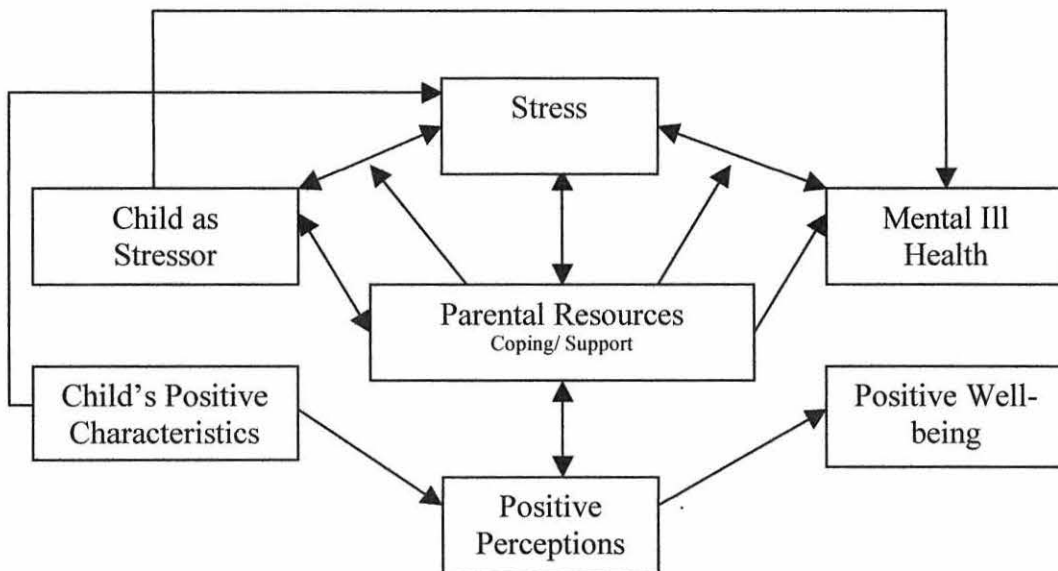 Stress
Child as
Stressor
Mental Ill
Health
Parental Resources
Coping/ Support
Child's Positive
Characteristics
Positive Well-
being
Positive
Perceptions